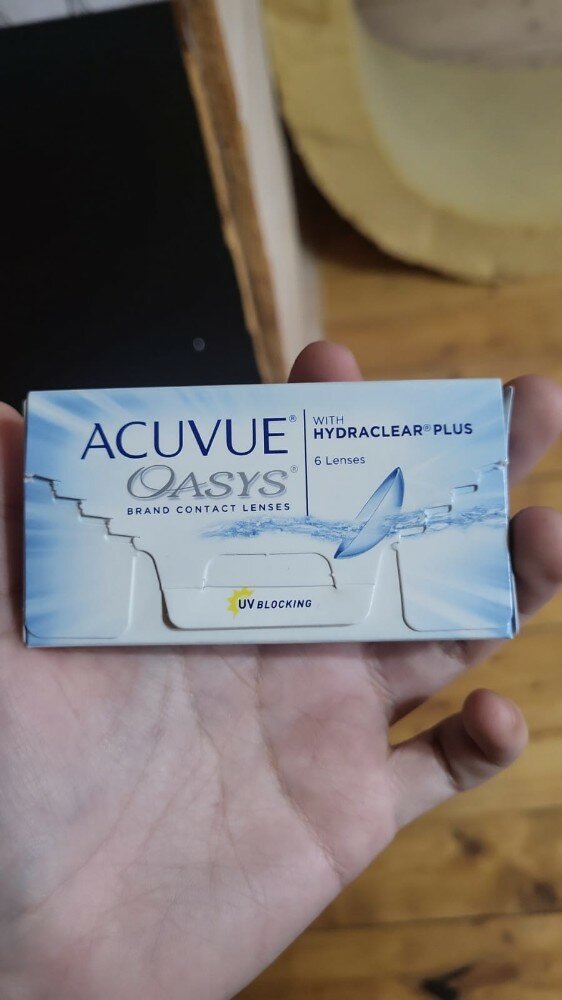 ACUVUE®
OASYS®
BRAND CONTACT LENSES
WITH
HYDRACLEAR® PLUS
6 Lenses
UV BLOCKING